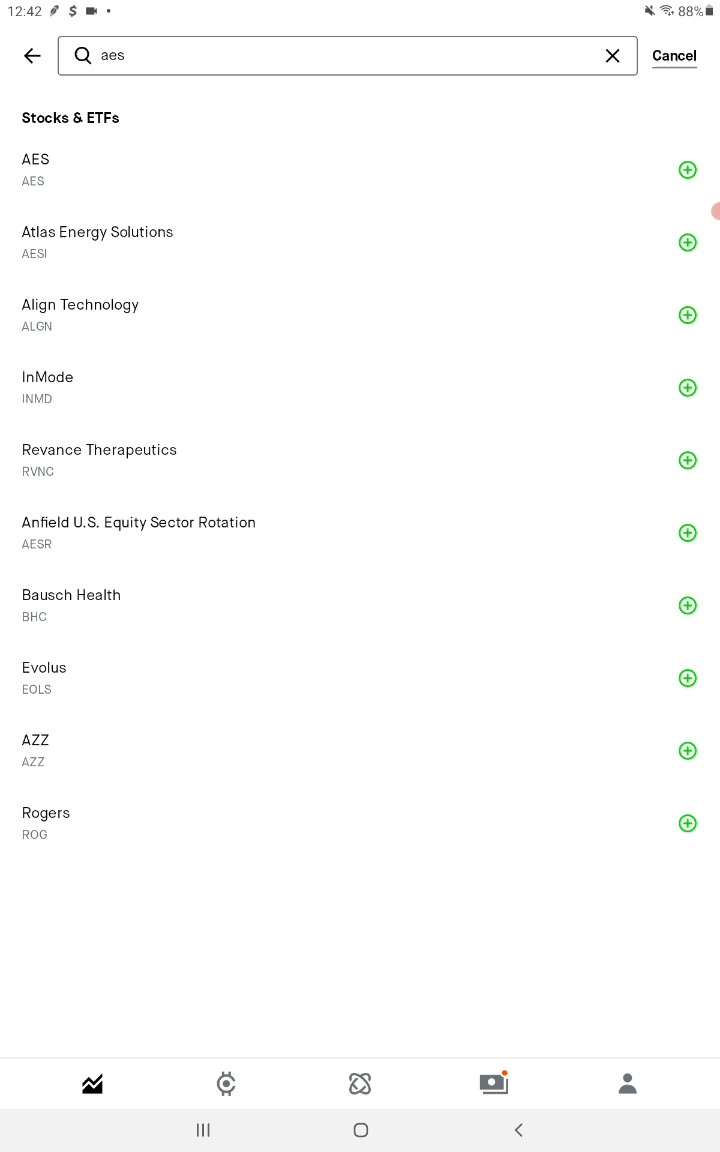 12:42 88%
aes
Cancel
Stocks & ETFs
AES
AES
Atlas Energy Solutions
AESI
Align Technology
ALGN
InMode
INMD
Revance Therapeutics
RVNC
Anfield U.S. Equity Sector Rotation
AESR
Bausch Health
BHC
Evolus
EOLS
AZZ
AZZ
Rogers
ROG